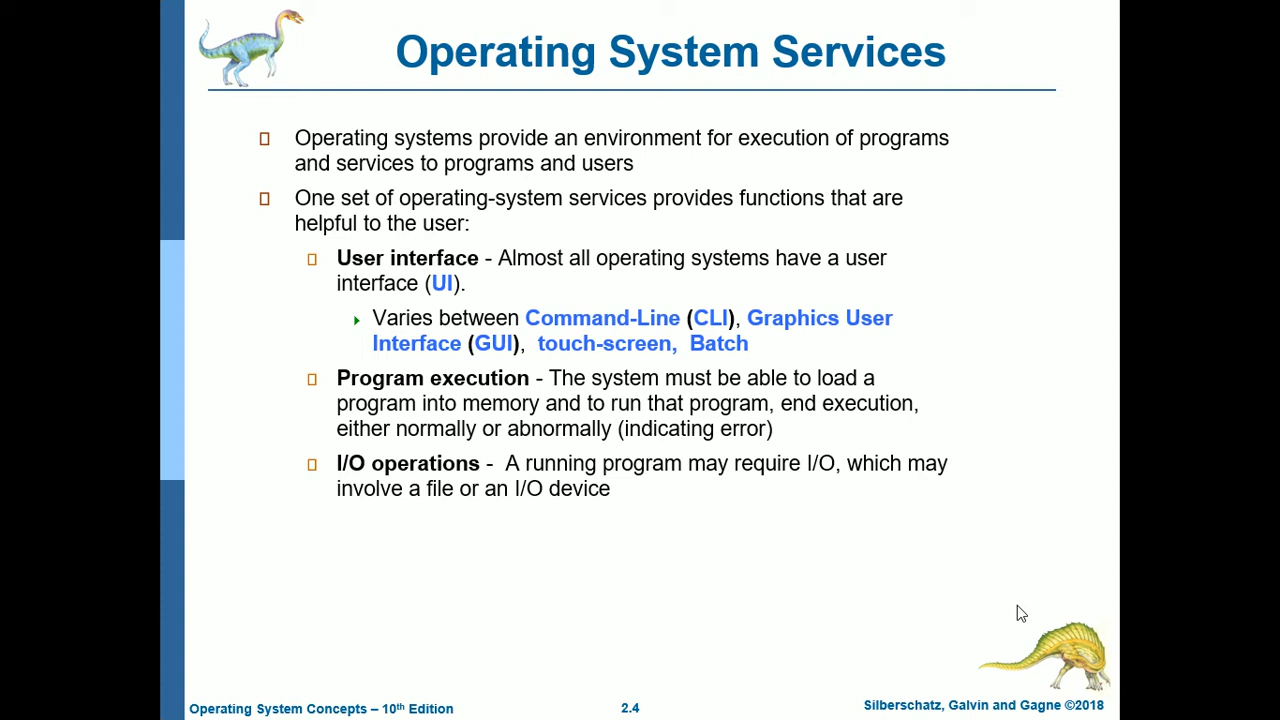 Operating System Services
Operating systems provide an environment for execution of programs
and services to programs and users
One set of operating-system services provides functions that are
helpful to the user:
User interface - Almost all operating systems have a user
interface (UI).
Varies between Command-Line (CLI), Graphics User
Interface (GUI), touch-screen, Batch
Program execution - The system must be able to load a
program into memory and to run that program, end execution,
either normally or abnormally (indicating error)
I/O operations - A running program may require I/O, which may
involve a file or an I/O device
Operating System Concepts – 10th Edition
2.4
Silberschatz, Galvin and Gagne ©2018